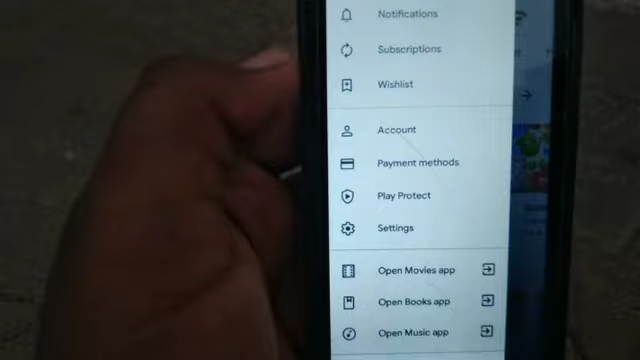 Notifications
Subscriptions
Wishlist
Account
Payment methods
Play Protect
Settings
Open Movies app
Open Books app
Open Music app